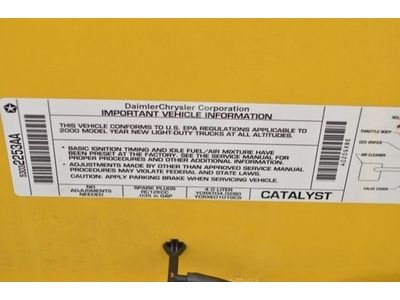 DaimlerChrysler Corporation
IMPORTANT VEHICLE INFORMATION
THIS VEHICLE CONFORMS TO U.S. EPA REGULATIONS APPLICABLE TO
2000 MODEL YEAR NEW LIGHT-DUTY TRUCKS AT ALL ALTITUDES.
• BASIC IGNITION TIMING AND IDLE FUEL/AIR MIXTURE HAVE
BEEN PRESET AT THE FACTORY. SEE THE SERVICE MANUAL FOR
PROPER PROCEDURES AND OTHER ADDITIONAL INFORMATION.
• ADJUSTMENTS MADE BY OTHER THAN APPROVED SERVICE MANUAL
PROCEDURES MAY VIOLATE FEDERAL AND STATE LAWS.
CAUTION: APPLY PARKING BRAKE WHEN SERVICING VEHICLE.
NO
ADJUSTMENTS
NEEDED
SPARK PLUGS
RC12ECC
.035 in GAP
4.0 LITER
CATALYST
THROTTLE BODY
CCV ORIFICE
AIR CLEANER
VALVE COVER